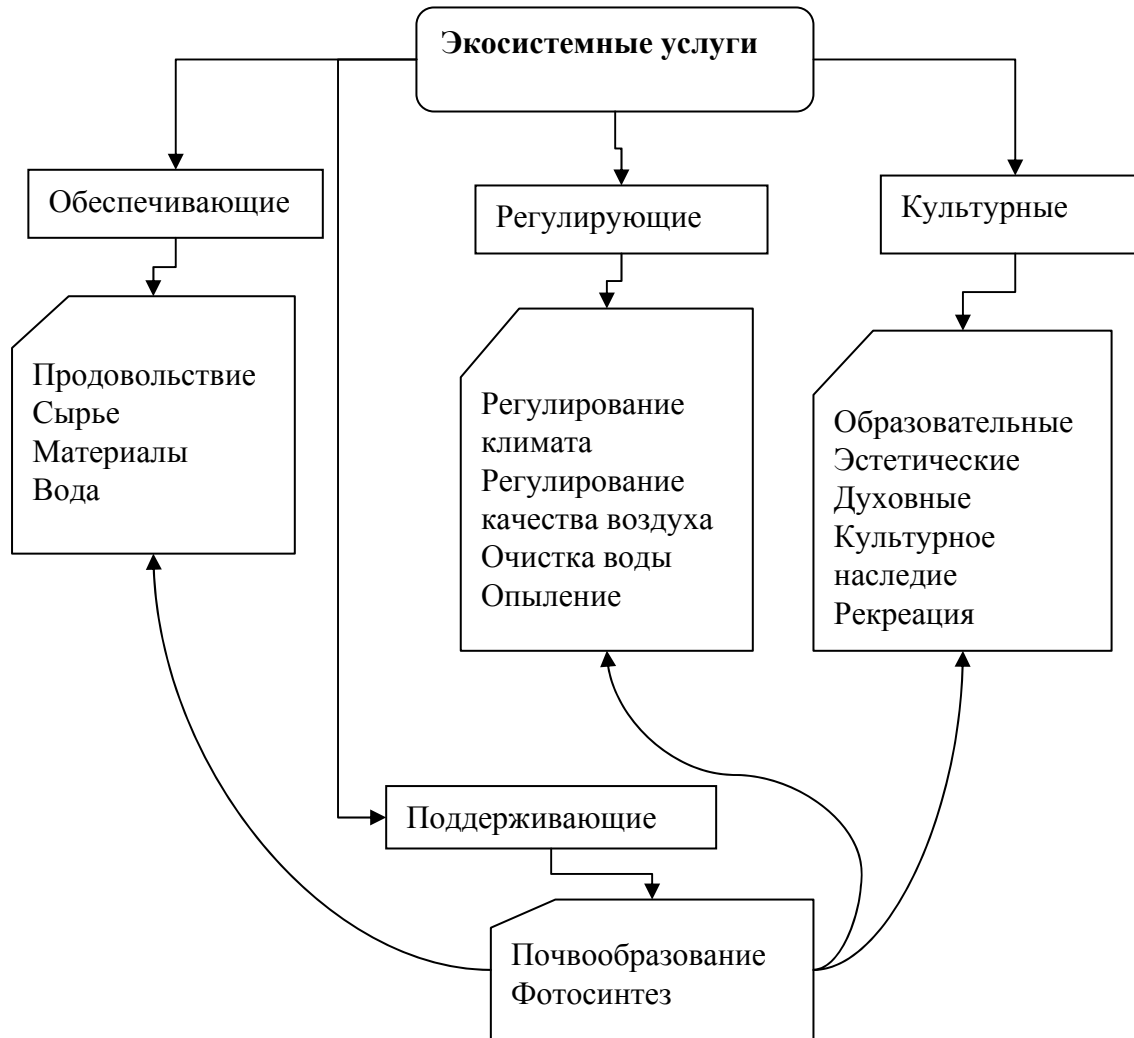 Экосистемные услуги
Обеспечивающие
Регулирующие
Культурные
Продовольствие
Сырье
Материалы
Вода
Регулирование
климата
Регулирование
качества воздуха
Очистка воды
Опыление
Образовательные
Эстетические
Духовные
Культурное
наследие
Рекреация
Поддерживающие
Почвообразование
Фотосинтез